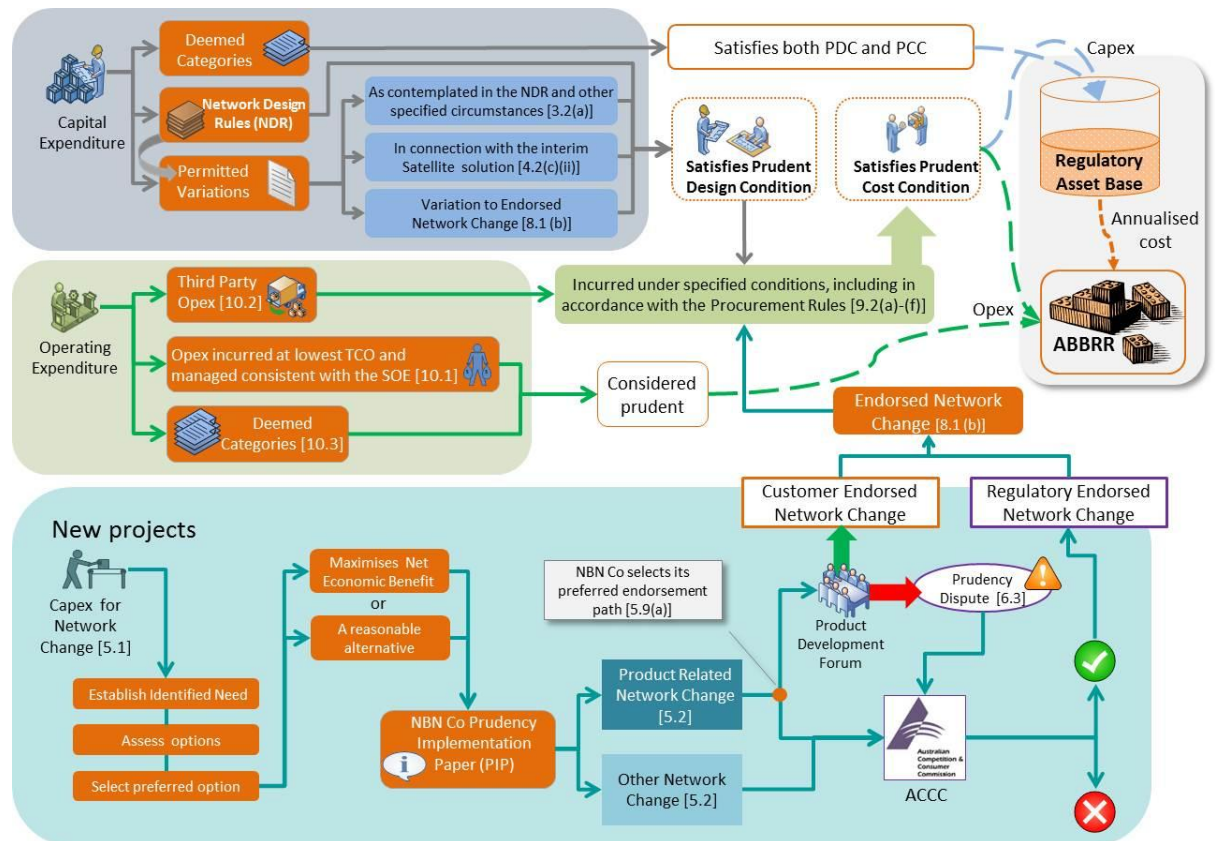 Deemed
Categories
Capital
Expenditure
Network Design
Rules (NDR)
Permitted
Variations
As contemplated in the NDR and other
specified circumstances [3.2(a)]
In connection with the interim
Satellite solution [4.2(c)(ii)]
Variation to Endorsed
Network Change [8.1 (b)]
Satisfies both PDC and PCC
Satisfies Prudent
Design Condition
Satisfies Prudent
Cost Condition
Capex
Regulatory
Asset Base
Annualised
cost
Opex
ABBRR
Operating
Expenditure
Third Party
Opex [10.2]
Opex incurred at lowest TCO and
managed consistent with the SOE [10.1]
Deemed
Categories [10.3]
Incurred under specified conditions, including in
accordance with the Procurement Rules [9.2(a)-(f)]
Considered
prudent
Endorsed Network
Change [8.1 (b)]
Customer Endorsed
Network Change
Regulatory Endorsed
Network Change
New projects
Capex for
Network
Change [5.1]
Establish Identified Need
Assess options
Select preferred option
Maximises Net
Economic Benefit
or
A reasonable
alternative
NBN Co Prudency
Implementation
Paper (PIP)
NBN Co selects its
preferred endorsement
path [5.9(a)]
Product Related
Network Change
[5.2]
Other Network
Change [5.2]
Product
Development
Forum
Prudency
Dispute [6.3]
Australian
Competition &
Consumer
Commission
ACCC